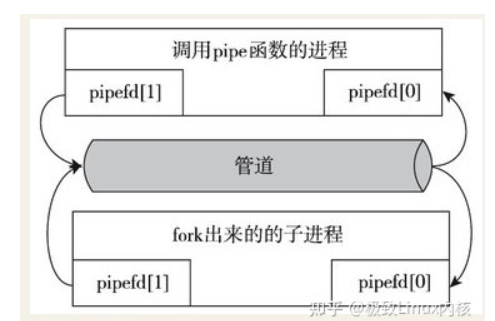 调用pipe函数的进程
pipefd[1]
pipefd[0]
管道
fork出来的的子进程
pipefd[1]
pipefd[0]
知乎 @极致Linux内核